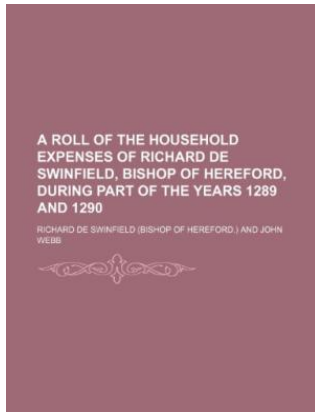 A ROLL OF THE HOUSEHOLD
EXPENSES OF RICHARD DE
SWINFIELD, BISHOP OF HEREFORD,
DURING PART OF THE YEARS 1289
AND 1290
RICHARD DE SWINFIELD (BISHOP OF HEREFORD.) AND JOHN
WEBB